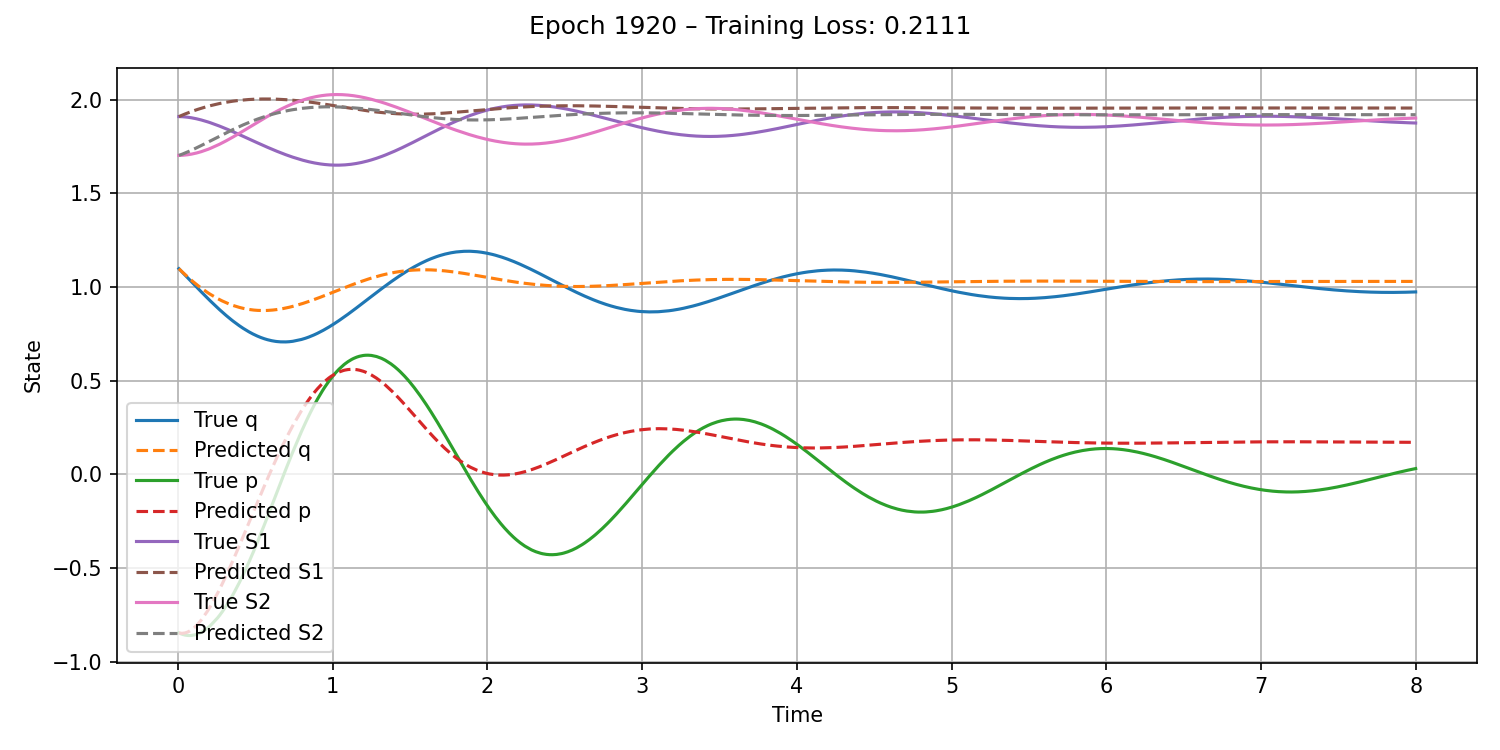 Epoch 1920 – Training Loss: 0.2111
State
2.0
1.5
1.0
0.5
0.0
−0.5
−1.0
True q
Predicted q
True p
Predicted p
True S1
Predicted S1
True S2
Predicted S2
0 1 2 3 4 5 6 7 8
Time